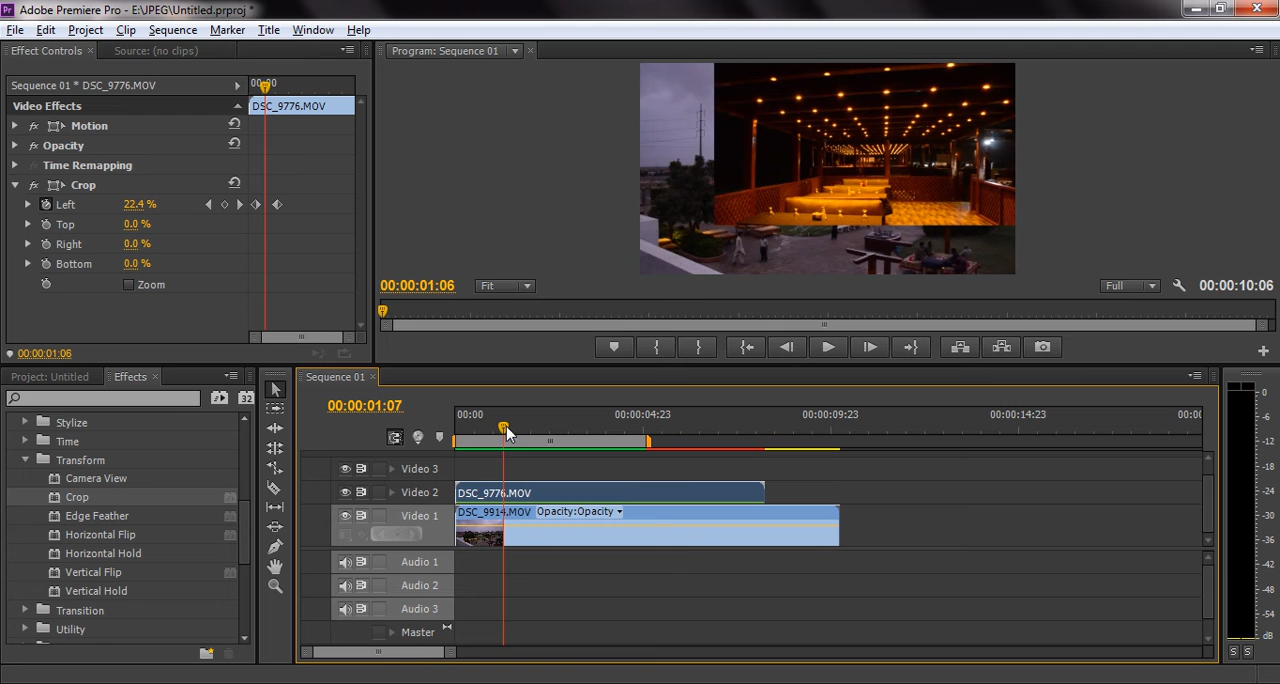 Adobe Premiere Pro - E:\JPEG\Untitled.prproj *
File Edit Project Clip Sequence Marker Title Window Help
Effect Controls × Source: (no clips)
Program: Sequence 01 ×
Sequence 01 * DSC_9776.MOV
Video Effects
DSC_9776.MOV
fx Motion
fx Opacity
Time Remapping
fx Crop
Left 22.4 %
Top 0.0 %
Right 0.0 %
Bottom 0.0 %
Zoom
00:00:01:06
00:00:01:06 Fit Full 00:00:10:06
Project: Untitled Effects ×
32
Stylize
Time
Transform
Camera View
Crop
Edge Feather
Horizontal Flip
Horizontal Hold
Vertical Flip
Vertical Hold
Transition
Utility
Sequence 01 ×
00:00:01:07
00:00 00:00:04:23 00:00:09:23 00:00:14:23 00:00
Video 3
Video 2 DSC_9776.MOV
Video 1 DSC_9914.MOV Opacity:Opacity
Audio 1
Audio 2
Audio 3
Master
0
-6
-12
-18
-24
-30
-36
-42
-48
-54
dB
S S